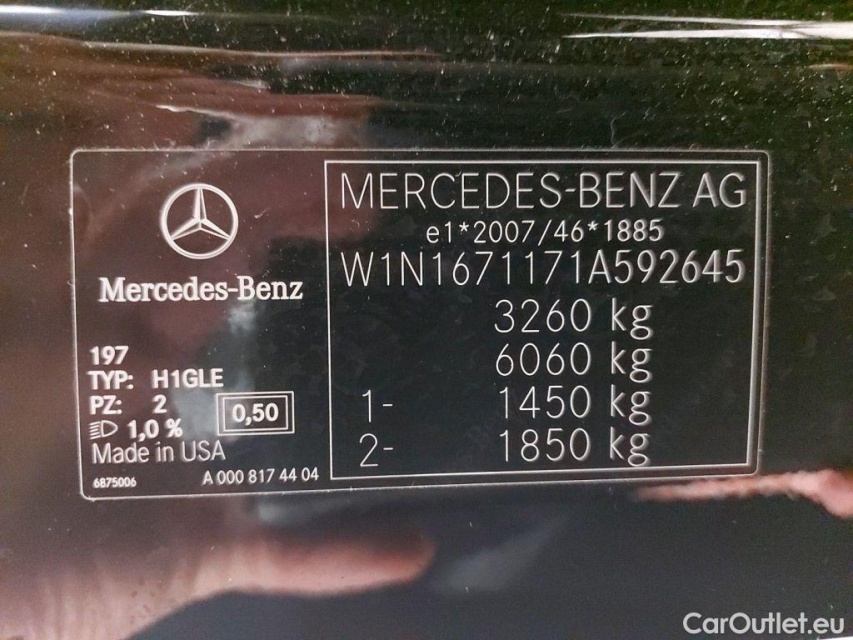 Mercedes-Benz
197
TYP: H1GLE
PZ: 2
1,0 %
0,50
Made in USA
6875006
A 000 817 44 04
MERCEDES-BENZ AG
e1*2007/46*1885
W1N1671171A592645
3260 kg
6060 kg
1- 1450 kg
2- 1850 kg
CarOutlet.eu